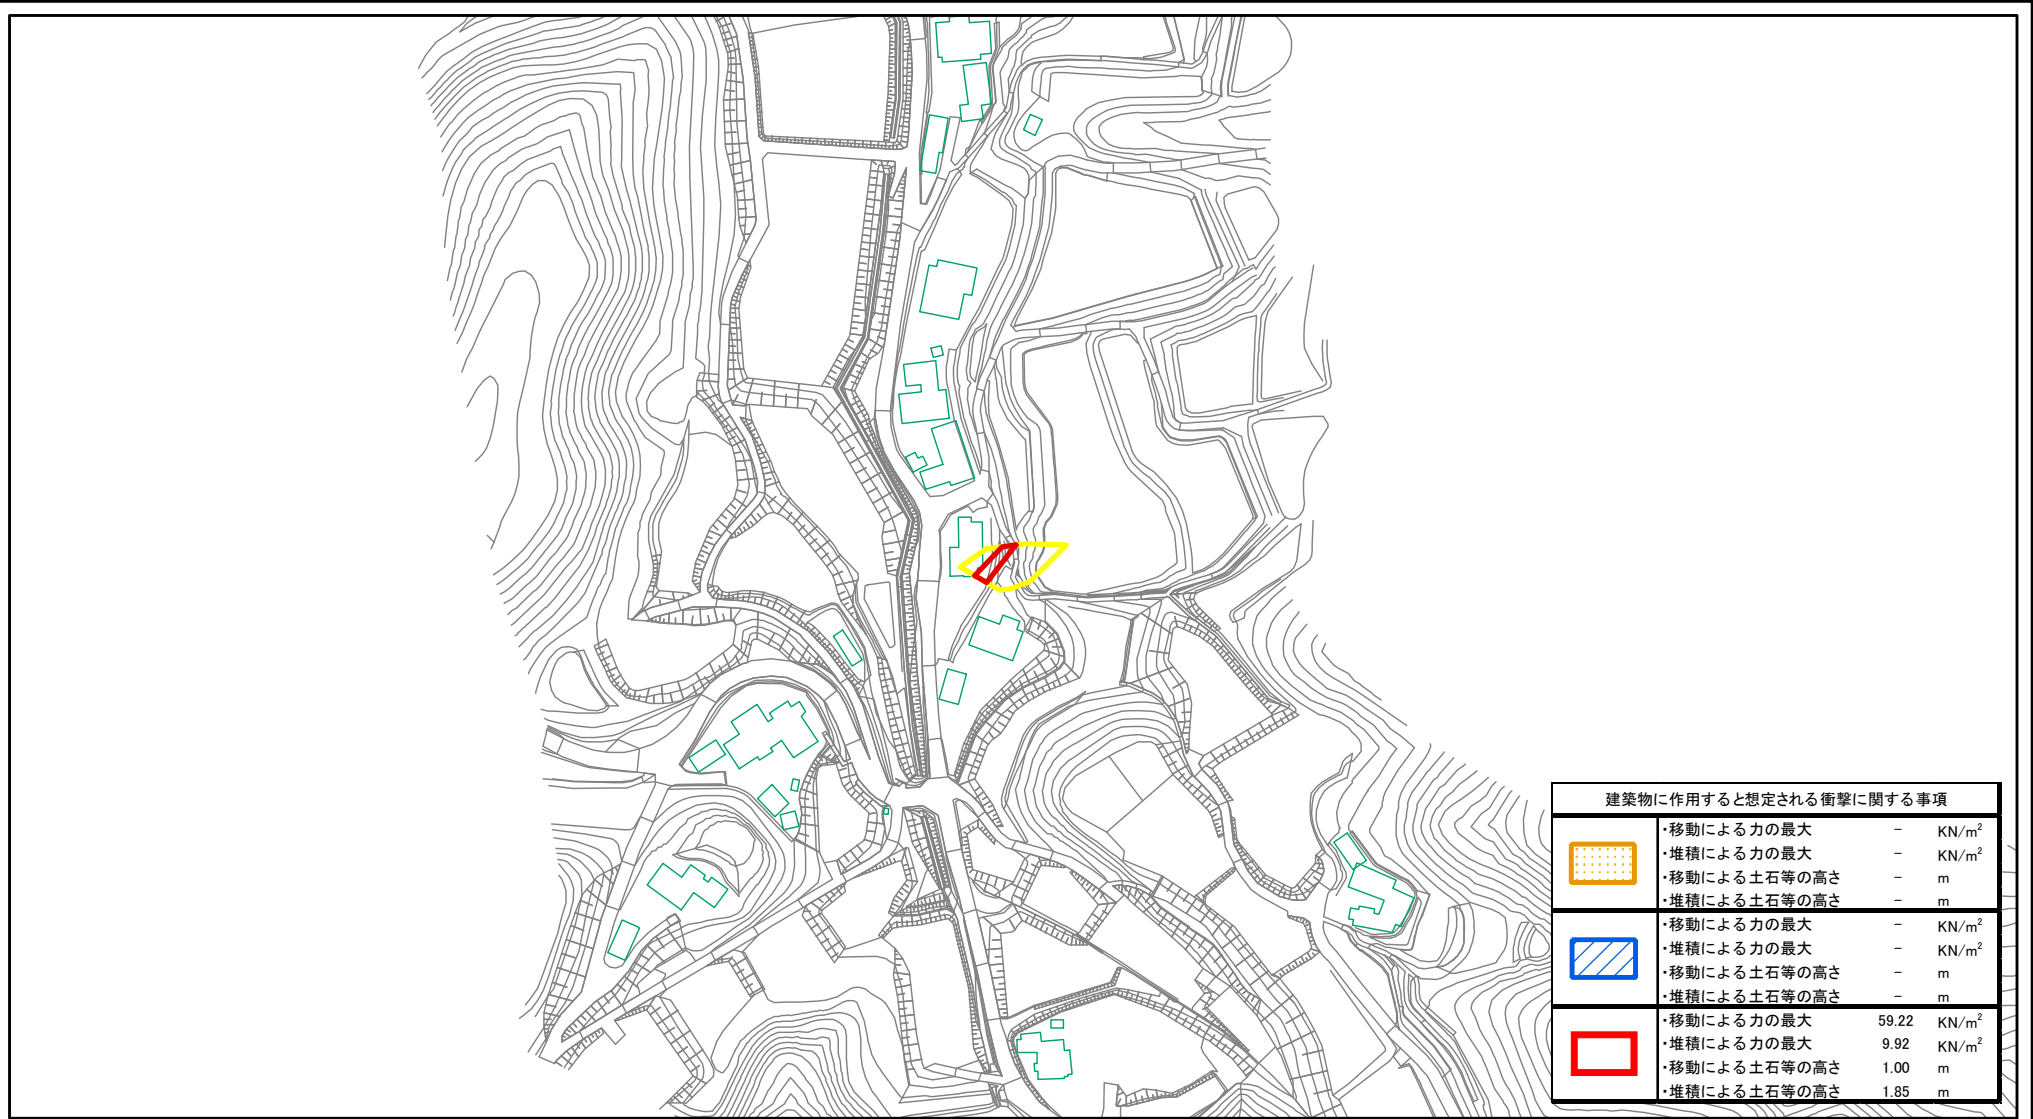 建築物に作用すると想定される衝撃に関する事項
・移動による力の最大 － KN/m²
・堆積による力の最大 － KN/m²
・移動による土石等の高さ － m
・堆積による土石等の高さ － m
・移動による力の最大 － KN/m²
・堆積による力の最大 － KN/m²
・移動による土石等の高さ － m
・堆積による土石等の高さ － m
・移動による力の最大 59.22 KN/m²
・堆積による力の最大 9.92 KN/m²
・移動による土石等の高さ 1.00 m
・堆積による土石等の高さ 1.85 m